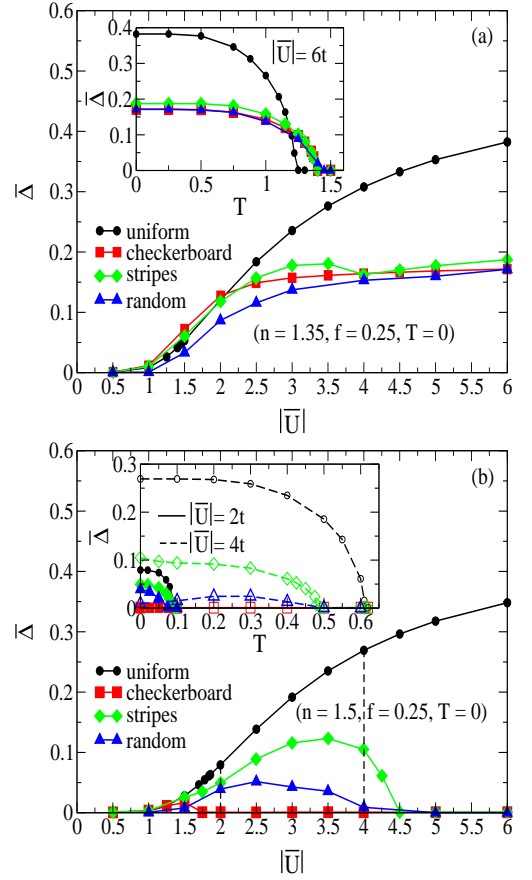 0.6
(a)
0.4
|U̅|= 6t
0.5
0.2
0.4
0
0 0.5 1 1.5
T
Δ̅
Δ̅
0.3
uniform
checkerboard
0.2
stripes
random
0.1
(n = 1.35, f = 0.25, T = 0)
0
0 0.5 1 1.5 2 2.5 3 3.5 4 4.5 5 5.5 6
|U̅|
0.6
(b)
0.3
0.5
|U̅|= 2t
0.2
|U̅|= 4t
Δ̅
0.1
0.4
0
0 0.1 0.2 0.3 0.4 0.5 0.6
T
Δ̅
0.3
uniform
checkerboard
0.2
stripes
(n = 1.5, f = 0.25, T = 0)
random
0.1
0
0 0.5 1 1.5 2 2.5 3 3.5 4 4.5 5 5.5 6
|U̅|